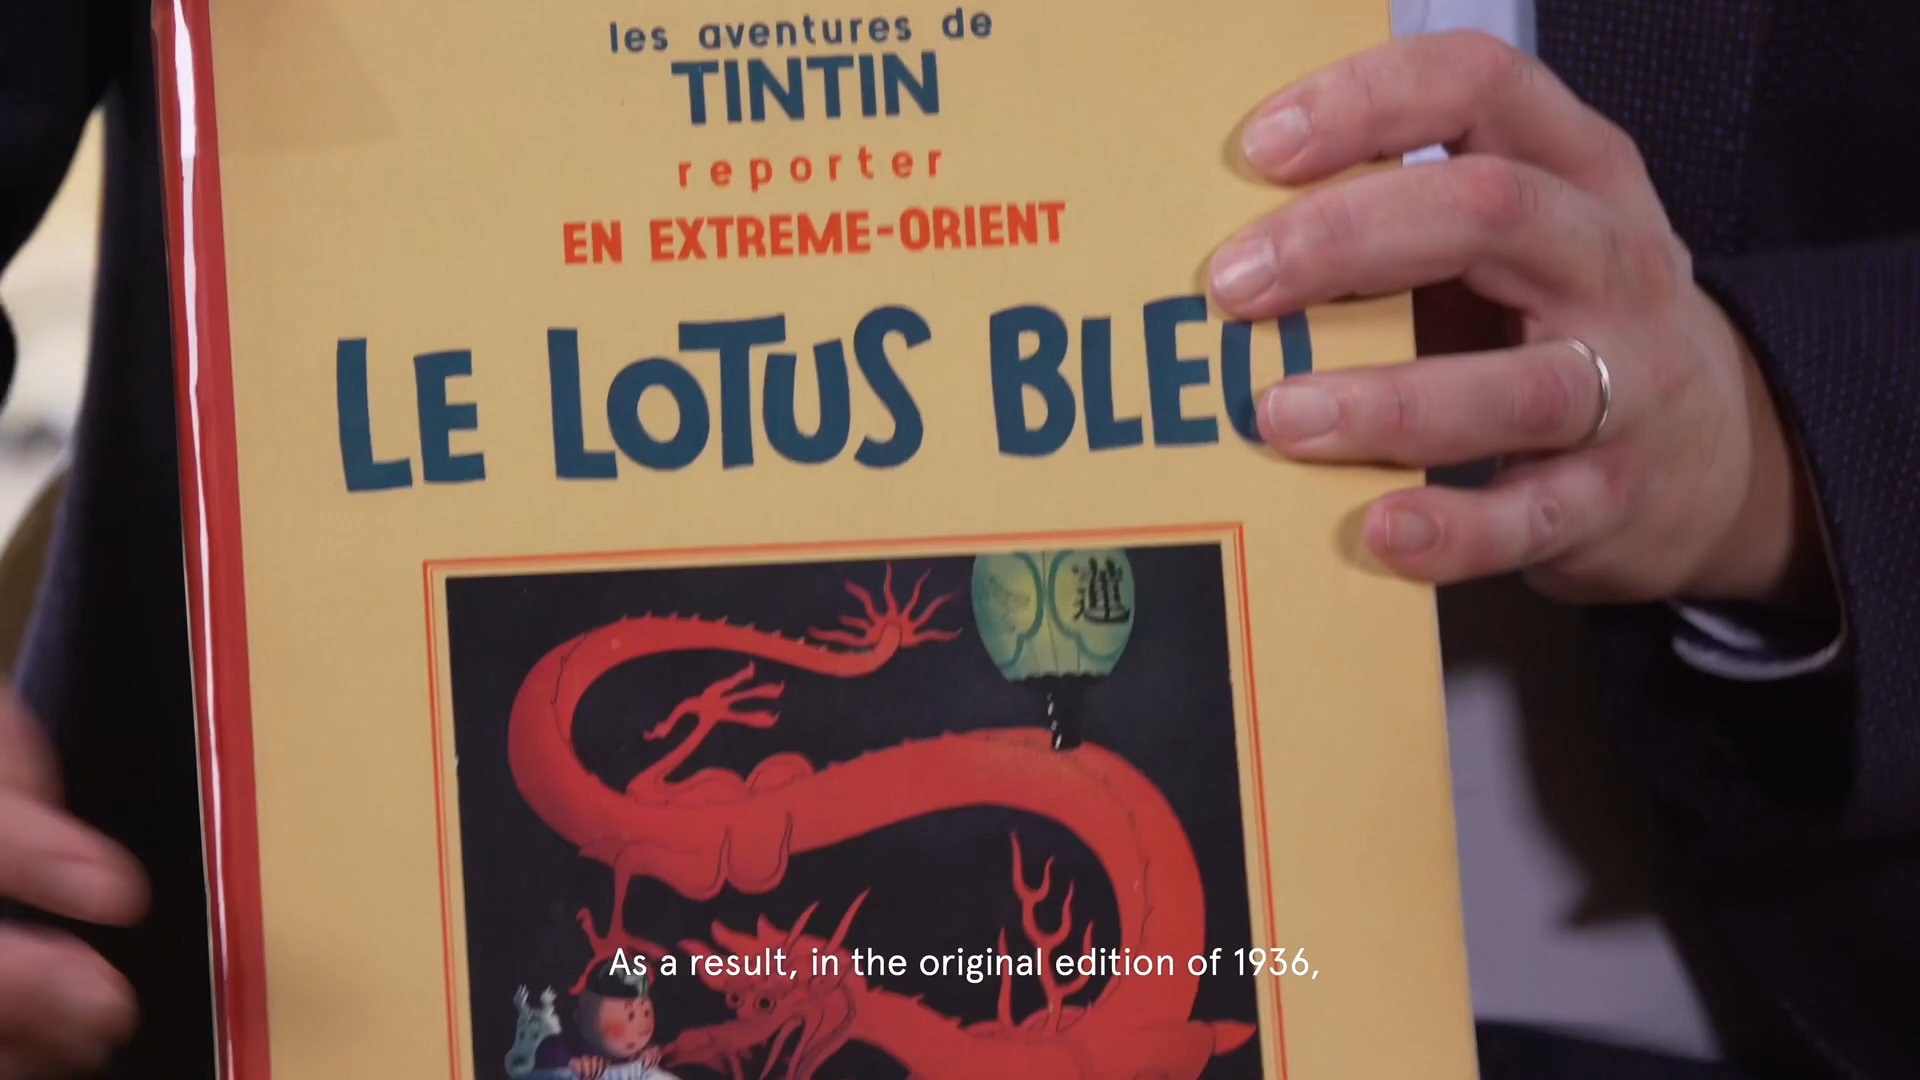 les aventures de
TINTIN
reporter
EN EXTREME-ORIENT
LE LOTUS BLEU
As a result, in the original edition of 1936,